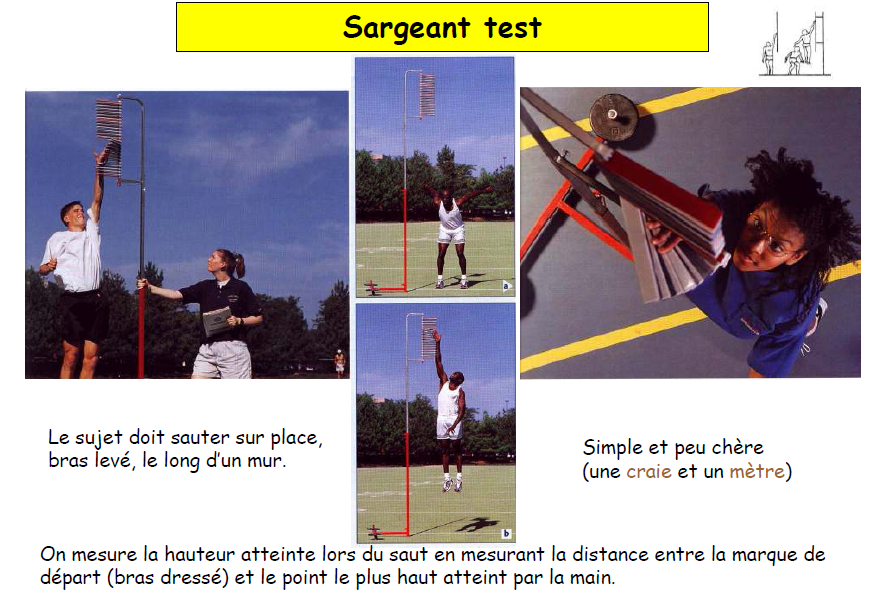 Sargeant test
a
b
Le sujet doit sauter sur place,
bras levé, le long d'un mur.
Simple et peu chère
(une craie et un mètre)
On mesure la hauteur atteinte lors du saut en mesurant la distance entre la marque de
départ (bras dressé) et le point le plus haut atteint par la main.